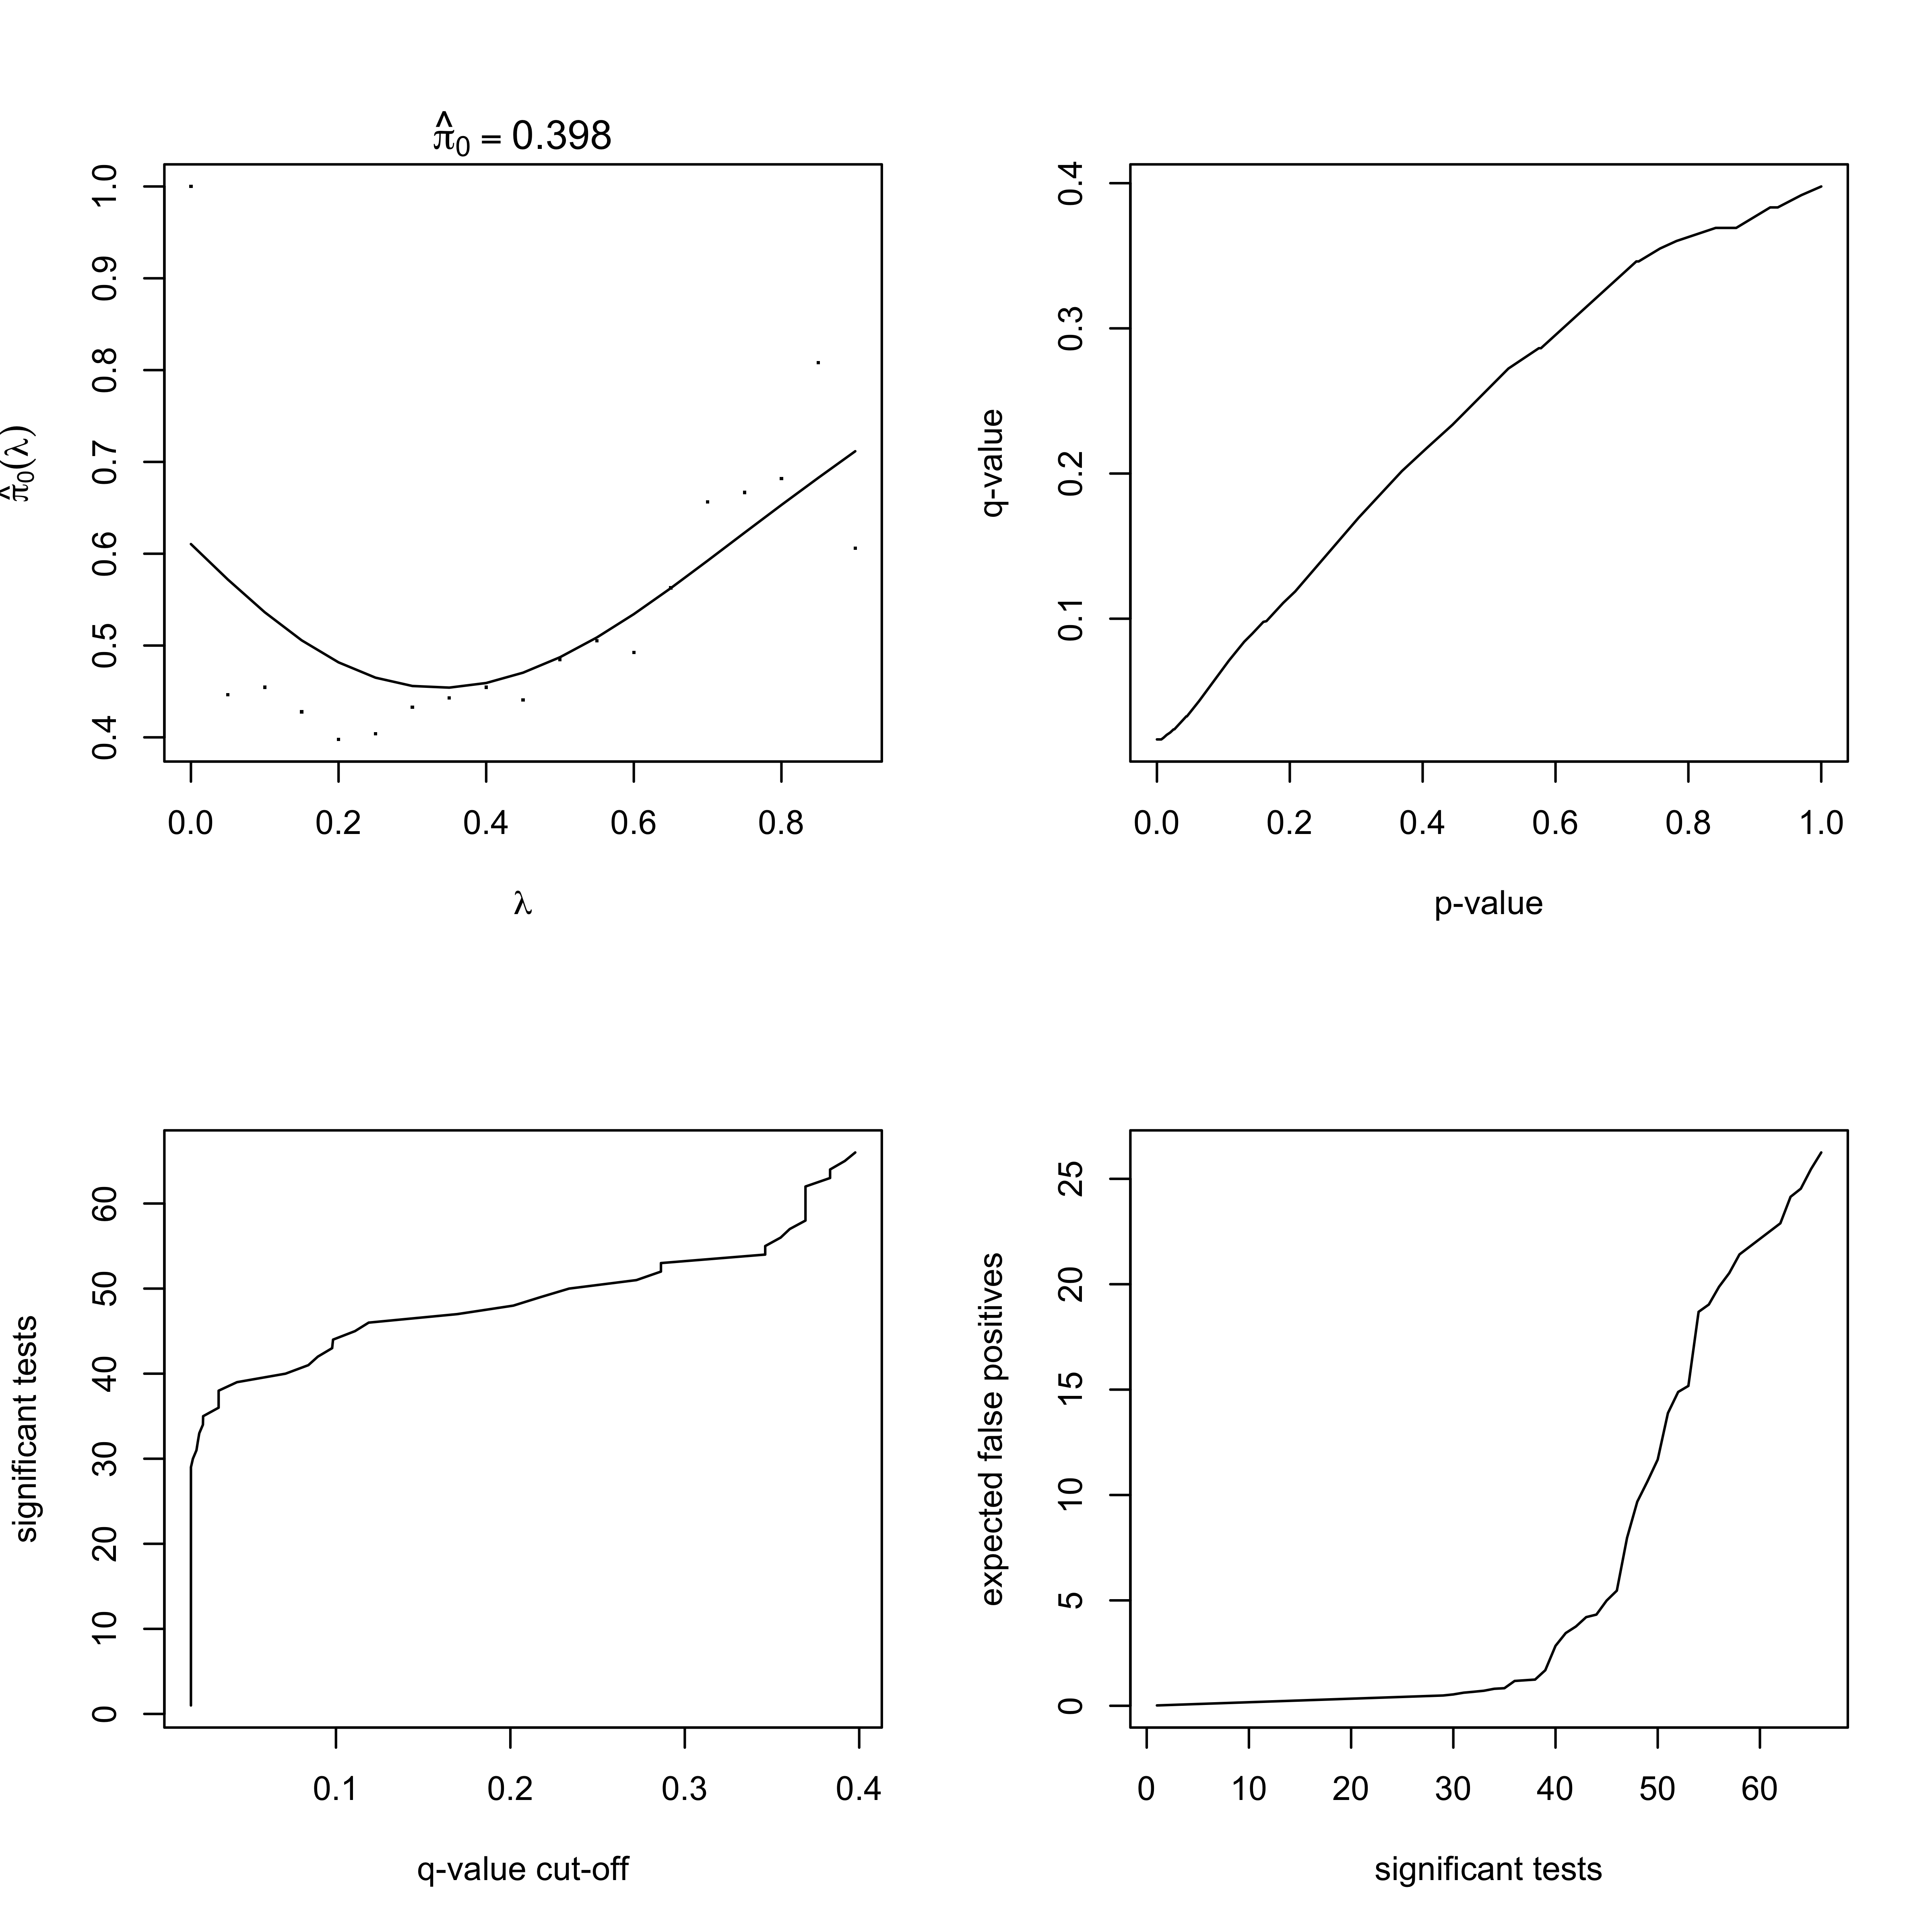 π̂₀ = 0.398
1.0
0.9
0.8
0.7
0.6
0.5
0.4
π̂₀(λ)
0.0 0.2 0.4 0.6 0.8
λ
0.4
0.3
0.2
0.1
q-value
0.0 0.2 0.4 0.6 0.8 1.0
p-value
60
50
40
30
20
10
0
significant tests
0.1 0.2 0.3 0.4
q-value cut-off
25
20
15
10
5
0
expected false positives
0 10 20 30 40 50 60
significant tests